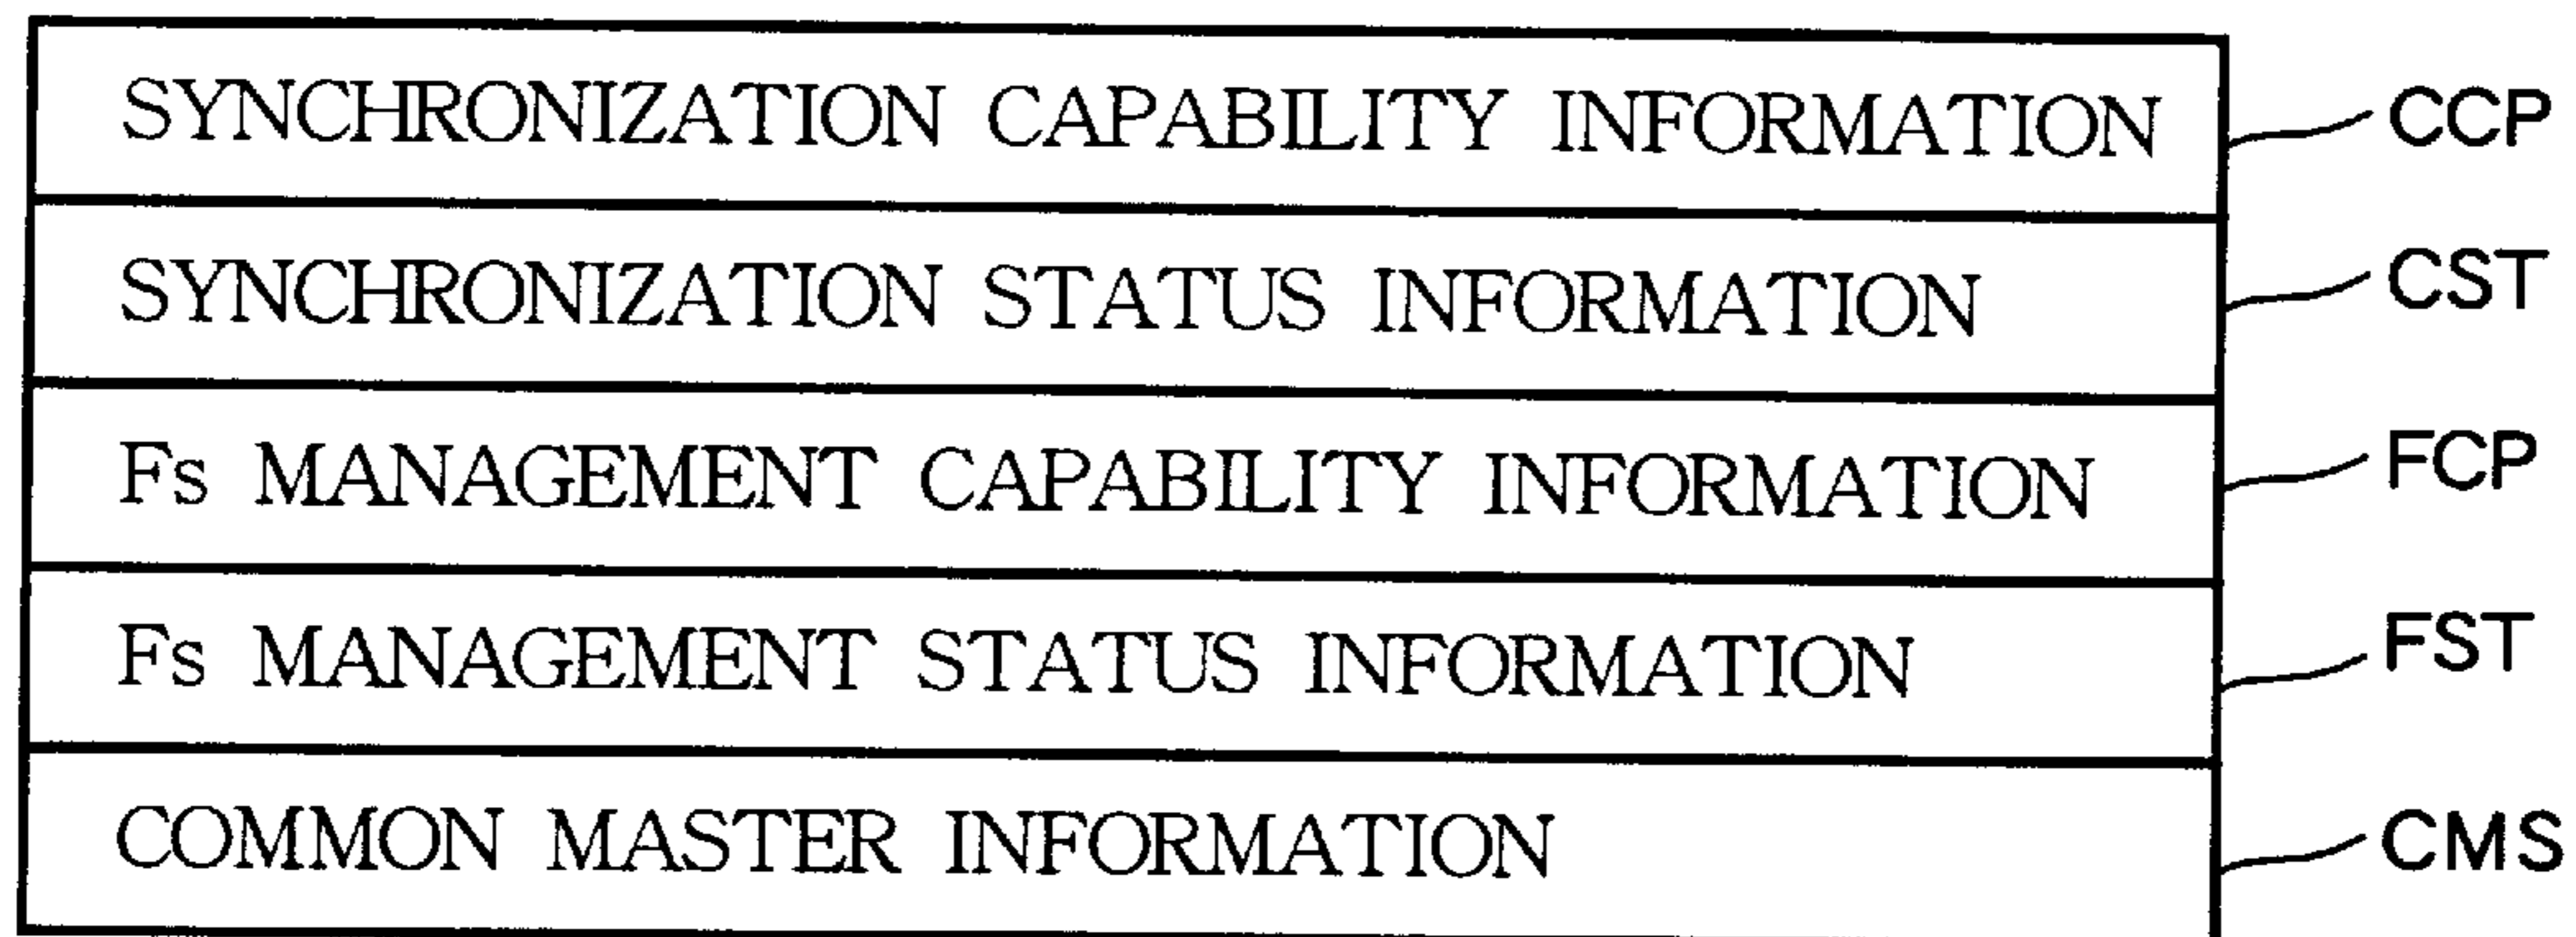 SYNCHRONIZATION CAPABILITY INFORMATION CCP
SYNCHRONIZATION STATUS INFORMATION CST
Fs MANAGEMENT CAPABILITY INFORMATION FCP
Fs MANAGEMENT STATUS INFORMATION FST
COMMON MASTER INFORMATION CMS